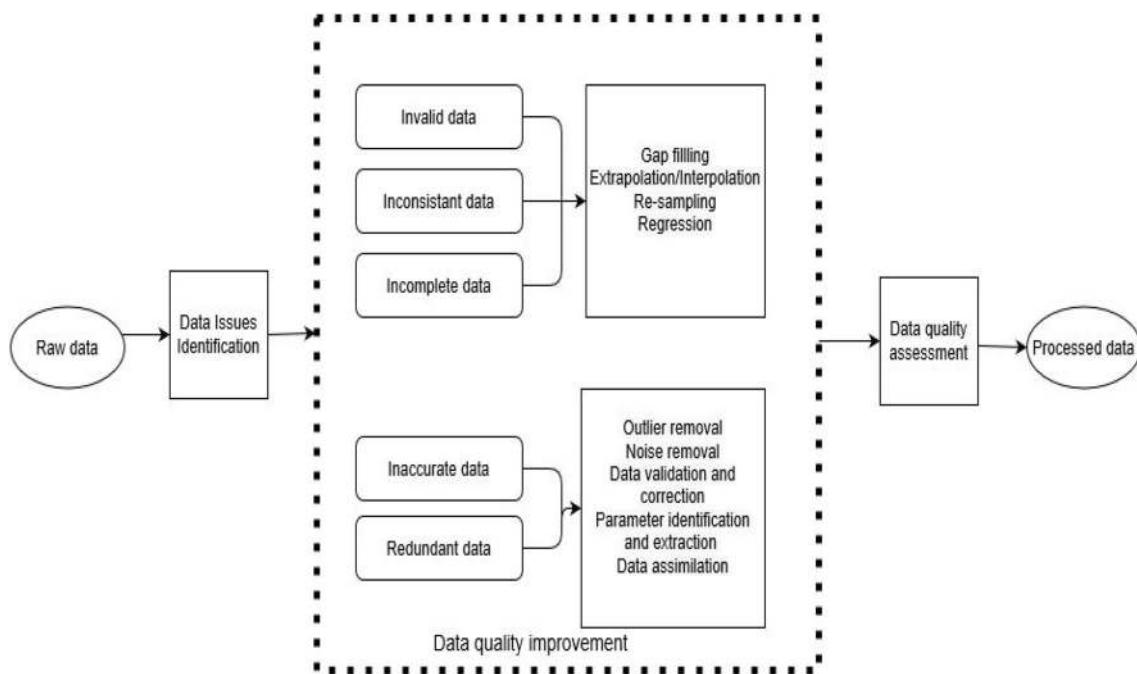 Raw data
Data Issues
Identification
Invalid data
Inconsistant data
Incomplete data
Gap fillling
Extrapolation/Interpolation
Re-sampling
Regression
Inaccurate data
Redundant data
Outlier removal
Noise removal
Data validation and
correction
Parameter identification
and extraction
Data assimilation
Data quality improvement
Data quality
assessment
Processed data